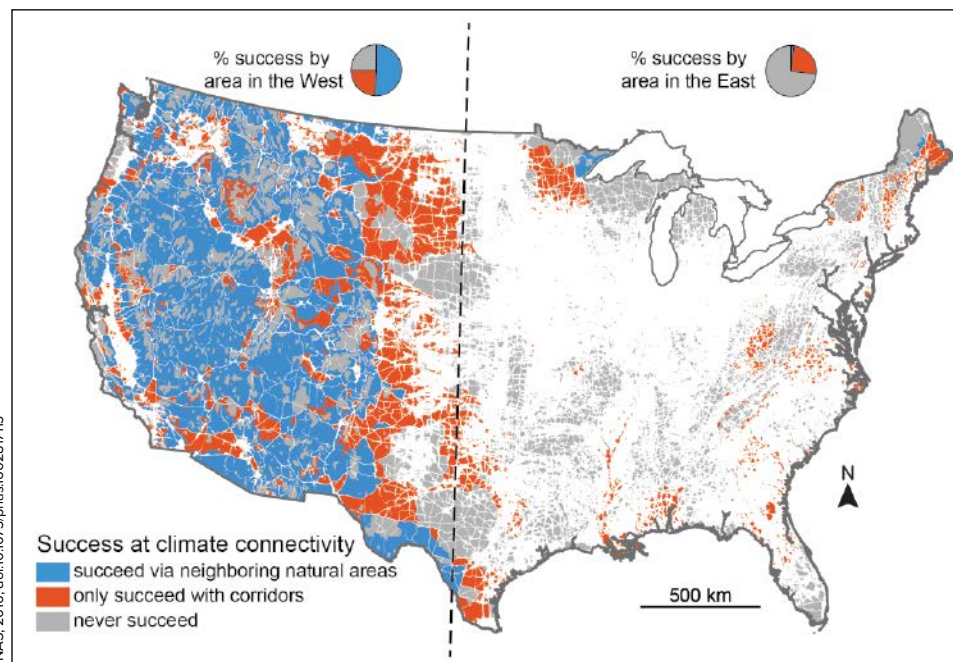 % success by
area in the West
% success by
area in the East
N
Success at climate connectivity
succeed via neighboring natural areas
only succeed with corridors
never succeed
500 km